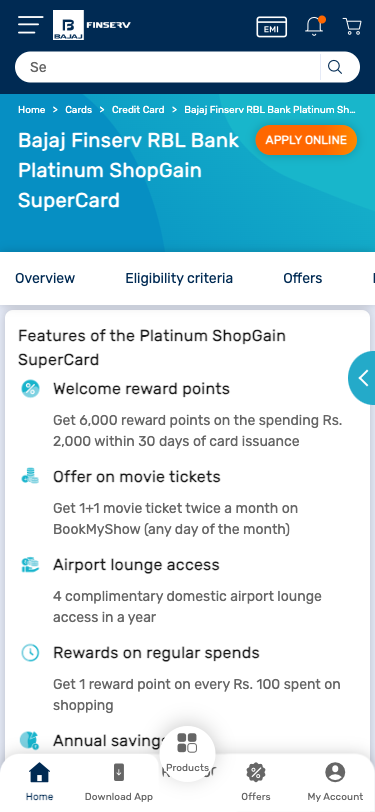 B
BAJAJ
FINSERV
EMI
Se
Home > Cards > Credit Card > Bajaj Finserv RBL Bank Platinum Sh...
Bajaj Finserv RBL Bank
Platinum ShopGain
SuperCard
APPLY ONLINE
Overview
Eligibility criteria
Offers
Features of the Platinum ShopGain
SuperCard
Welcome reward points
Get 6,000 reward points on the spending Rs.
2,000 within 30 days of card issuance
Offer on movie tickets
Get 1+1 movie ticket twice a month on
BookMyShow (any day of the month)
Airport lounge access
4 complimentary domestic airport lounge
access in a year
Rewards on regular spends
Get 1 reward point on every Rs. 100 spent on
shopping
Annual savings
Home
Download App
Products
Offers
My Account